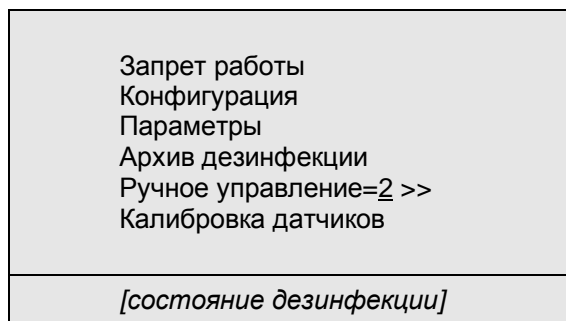 Запрет работы
Конфигурация
Параметры
Архив дезинфекции
Ручное управление=2 >>
Калибровка датчиков
[состояние дезинфекции]